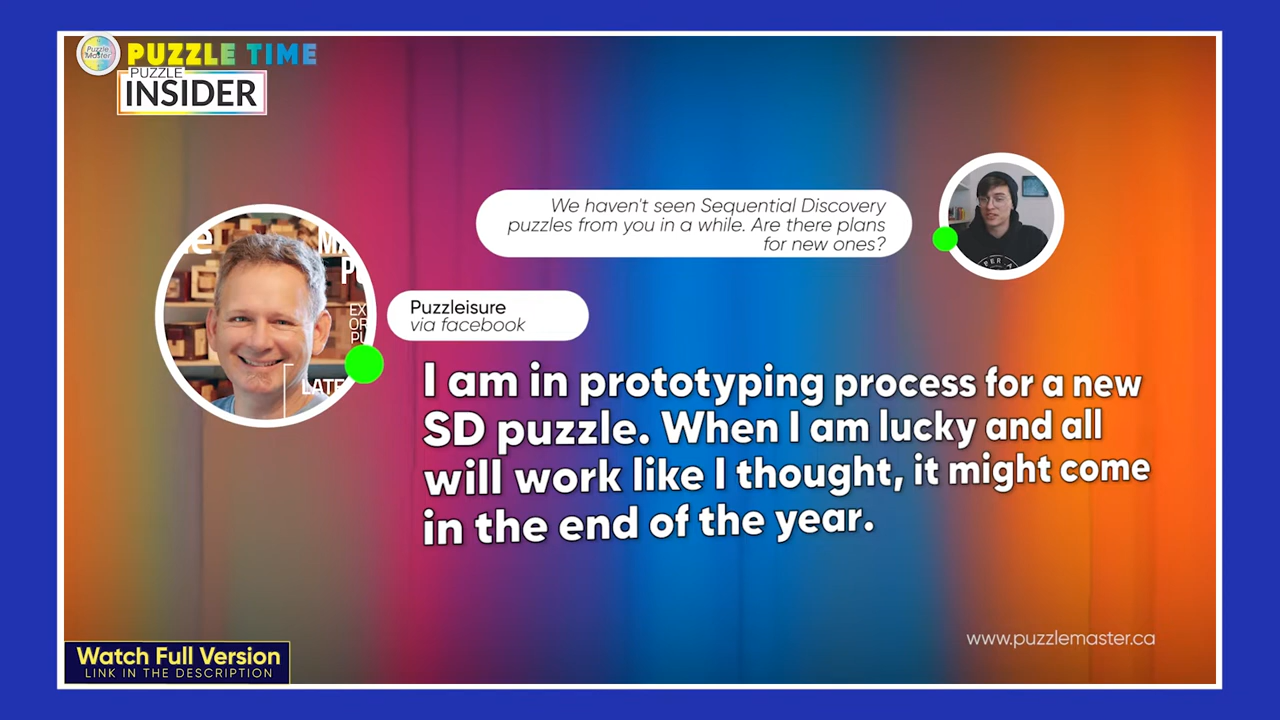 Puzzle
Master
PUZZLE TIME
PUZZLE
INSIDER
We haven't seen Sequential Discovery
puzzles from you in a while. Are there plans
for new ones?
Puzzleisure
via facebook
I am in prototyping process for a new
SD puzzle. When I am lucky and all
will work like I thought, it might come
in the end of the year.
LATE
www.puzzlemaster.ca
Watch Full Version
LINK IN THE DESCRIPTION